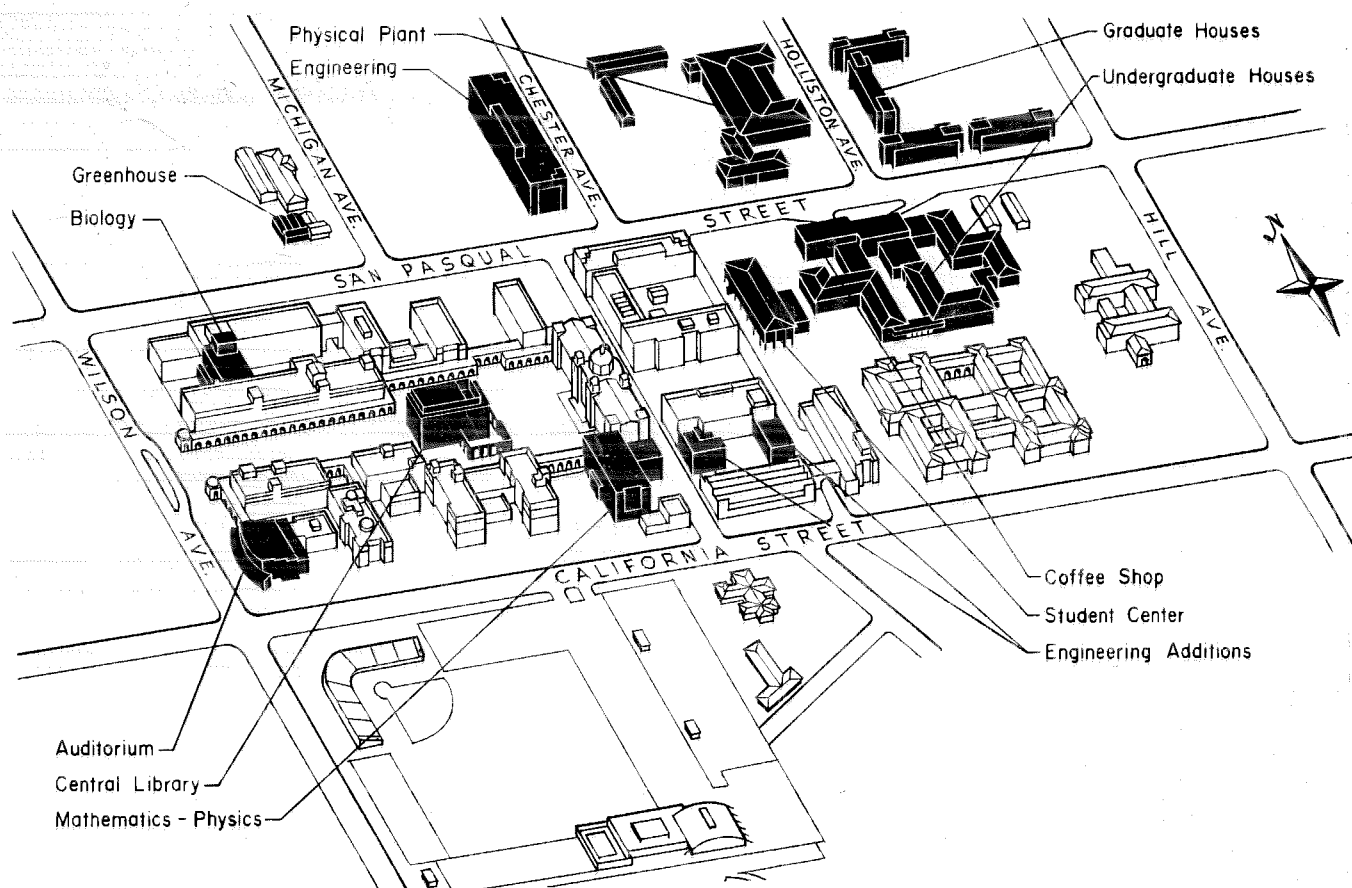 Physical Plant
Engineering
Graduate Houses
Undergraduate Houses
MICHIGAN AVE.
CHESTER AVE.
HOLLISTON AVE.
Greenhouse
Biology
SAN PASQUAL STREET
HILL AVE.
N
WILSON AVE.
CALIFORNIA STREET
Coffee Shop
Student Center
Engineering Additions
Auditorium
Central Library
Mathematics - Physics